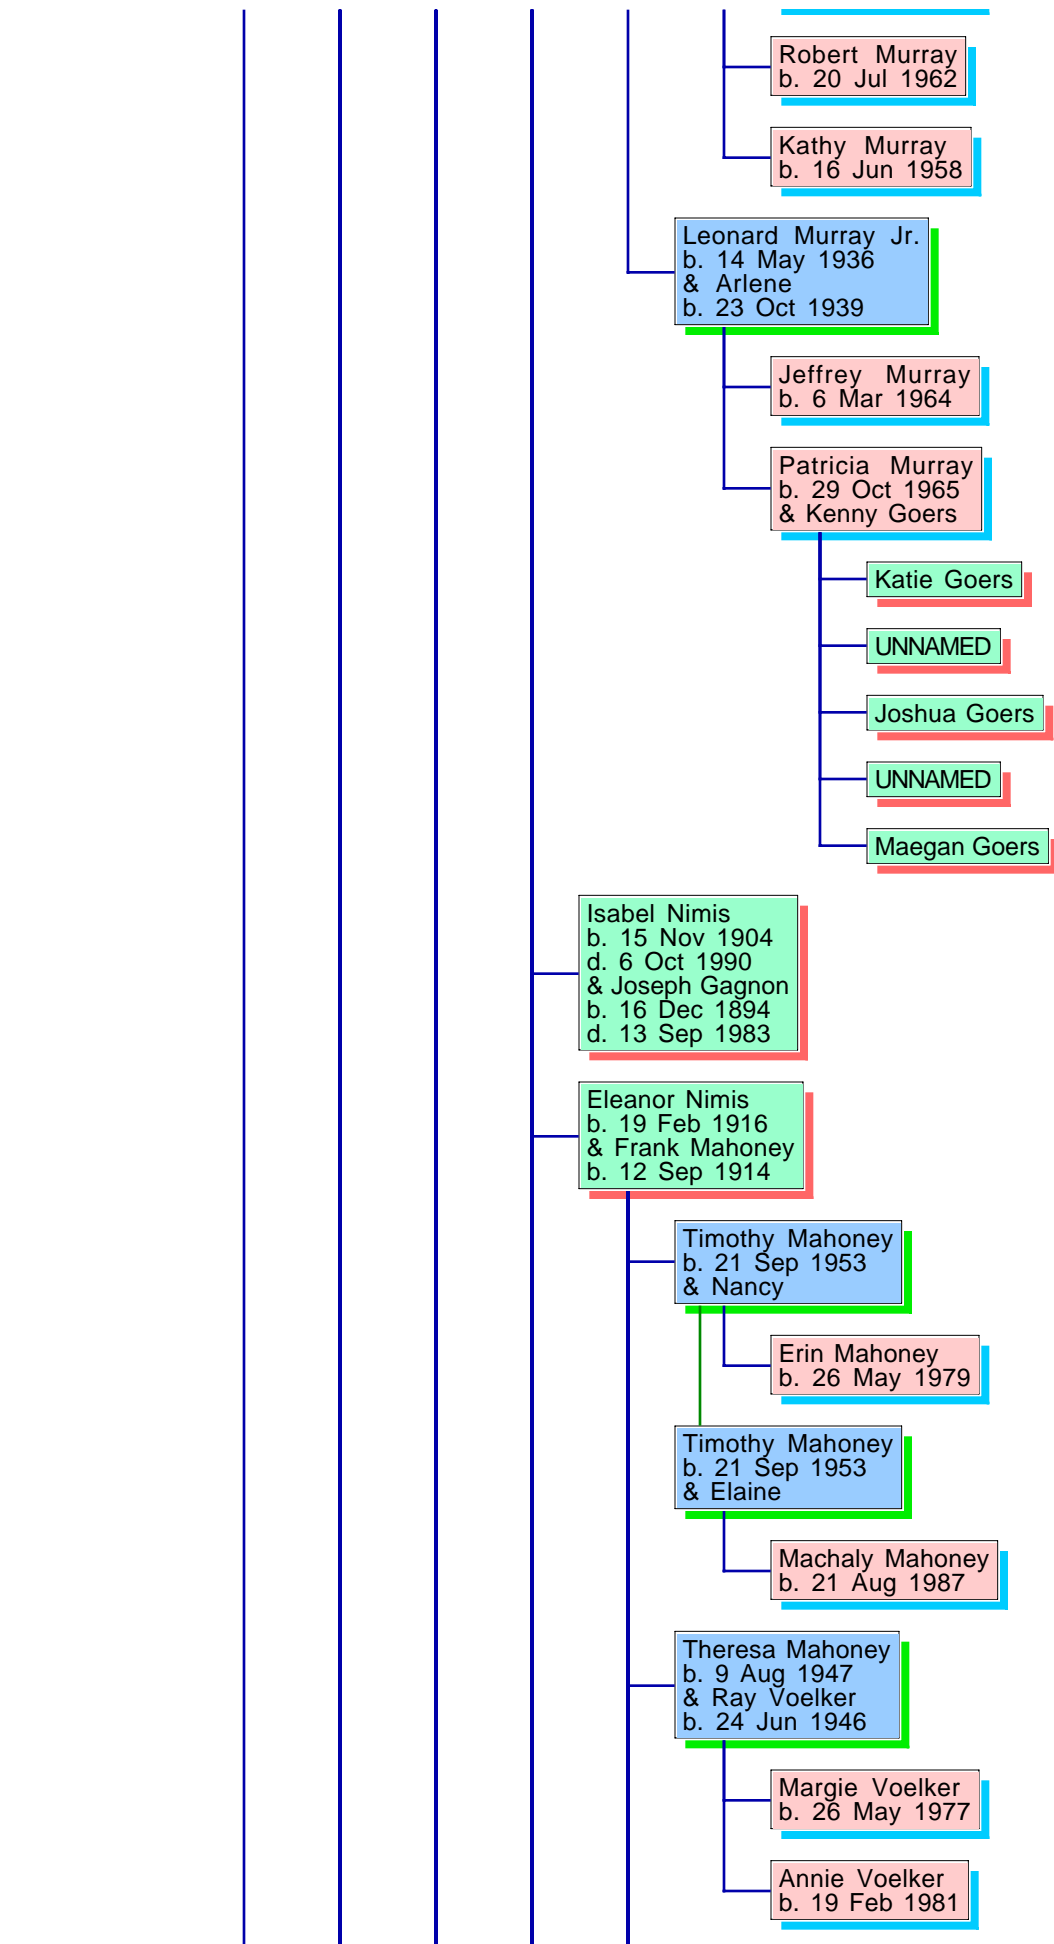 Robert Murray
b. 20 Jul 1962
Kathy Murray
b. 16 Jun 1958
Leonard Murray Jr.
b. 14 May 1936
& Arlene
b. 23 Oct 1939
Jeffrey Murray
b. 6 Mar 1964
Patricia Murray
b. 29 Oct 1965
& Kenny Goers
Katie Goers
UNNAMED
Joshua Goers
UNNAMED
Maegan Goers
Isabel Nimis
b. 15 Nov 1904
d. 6 Oct 1990
& Joseph Gagnon
b. 16 Dec 1894
d. 13 Sep 1983
Eleanor Nimis
b. 19 Feb 1916
& Frank Mahoney
b. 12 Sep 1914
Timothy Mahoney
b. 21 Sep 1953
& Nancy
Erin Mahoney
b. 26 May 1979
Timothy Mahoney
b. 21 Sep 1953
& Elaine
Machaly Mahoney
b. 21 Aug 1987
Theresa Mahoney
b. 9 Aug 1947
& Ray Voelker
b. 24 Jun 1946
Margie Voelker
b. 26 May 1977
Annie Voelker
b. 19 Feb 1981